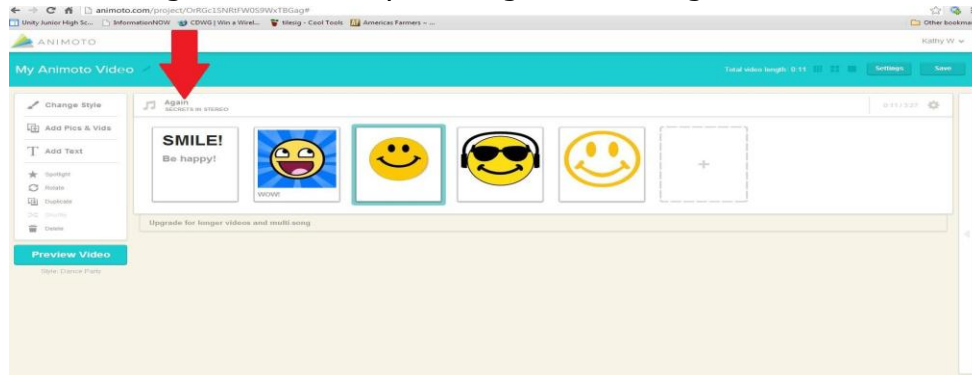 animoto.com/project/OrRGc1SNRtFW0S9WxTBGag#
Unity Junior High Sc... InformationNOW CDWG | Win a Wirel... tilezig - Cool Tools Americas Farmers – ...
Other bookma
ANIMOTO
Kathy W
My Animoto Video
Total video length: 0:11
Settings
Save
Change Style
Again
SECRETS IN STEREO
Add Pics & Vids
Add Text
Spotlight
Rotate
Duplicate
Delete
SMILE!
Be happy!
WOW!
+
Upgrade for longer videos and multi song
Preview Video
Style: Dance Party